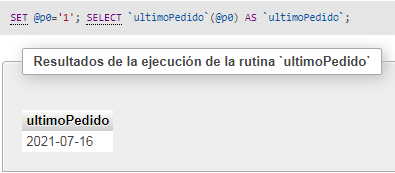 SET @p0='1'; SELECT `ultimoPedido`(@p0) AS `ultimoPedido`;
Resultados de la ejecución de la rutina `ultimoPedido`
ultimoPedido
2021-07-16